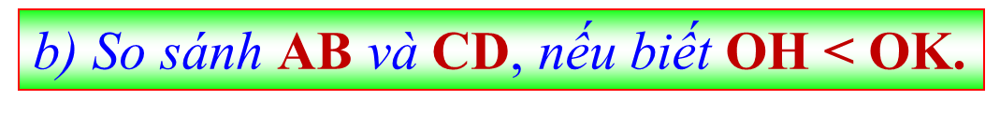 b) So sánh AB và CD, nếu biết OH < OK.